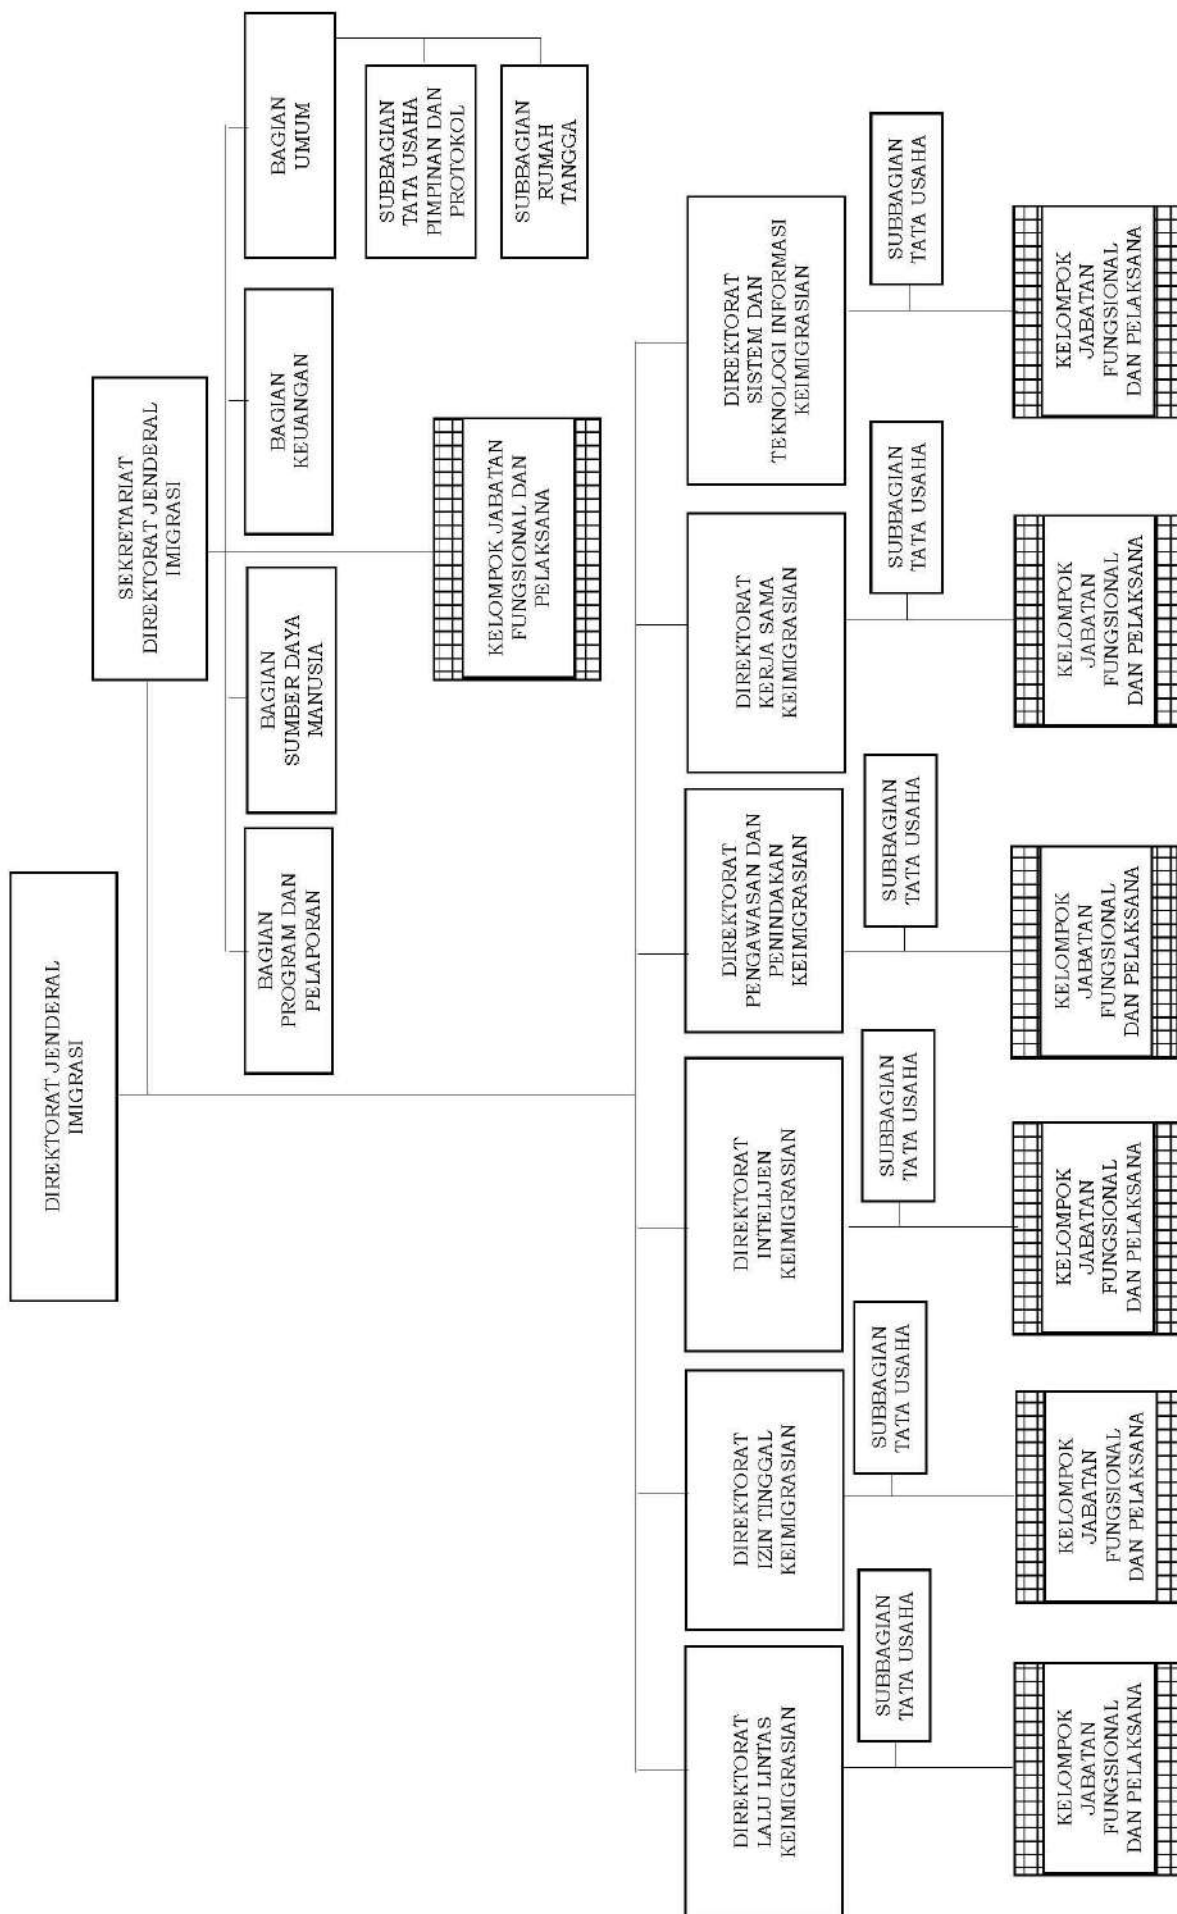 DIREKTORAT JENDERAL
IMIGRASI
SEKRETARIAT
DIREKTORAT JENDERAL
IMIGRASI
BAGIAN
PROGRAM DAN
PELAPORAN
BAGIAN
SUMBER DAYA
MANUSIA
BAGIAN
KEUANGAN
BAGIAN
UMUM
SUBBAGIAN
TATA USAHA
PIMPINAN DAN
PROTOKOL
SUBBAGIAN
RUMAH
TANGGA
KELOMPOK JABATAN
FUNGSIONAL DAN
PELAKSANA
DIREKTORAT
LALU LINTAS
KEIMIGRASIAN
DIREKTORAT
IZIN TINGGAL
KEIMIGRASIAN
DIREKTORAT
INTELIJEN
KEIMIGRASIAN
DIREKTORAT
PENGAWASAN DAN
PENINDAKAN
KEIMIGRASIAN
DIREKTORAT
KERJA SAMA
KEIMIGRASIAN
DIREKTORAT
SISTEM DAN
TEKNOLOGI INFORMASI
KEIMIGRASIAN
SUBBAGIAN
TATA USAHA
SUBBAGIAN
TATA USAHA
SUBBAGIAN
TATA USAHA
SUBBAGIAN
TATA USAHA
SUBBAGIAN
TATA USAHA
SUBBAGIAN
TATA USAHA
KELOMPOK
JABATAN
FUNGSIONAL
DAN PELAKSANA
KELOMPOK
JABATAN
FUNGSIONAL
DAN PELAKSANA
KELOMPOK
JABATAN
FUNGSIONAL
DAN PELAKSANA
KELOMPOK
JABATAN
FUNGSIONAL
DAN PELAKSANA
KELOMPOK
JABATAN
FUNGSIONAL
DAN PELAKSANA
KELOMPOK
JABATAN
FUNGSIONAL
DAN PELAKSANA